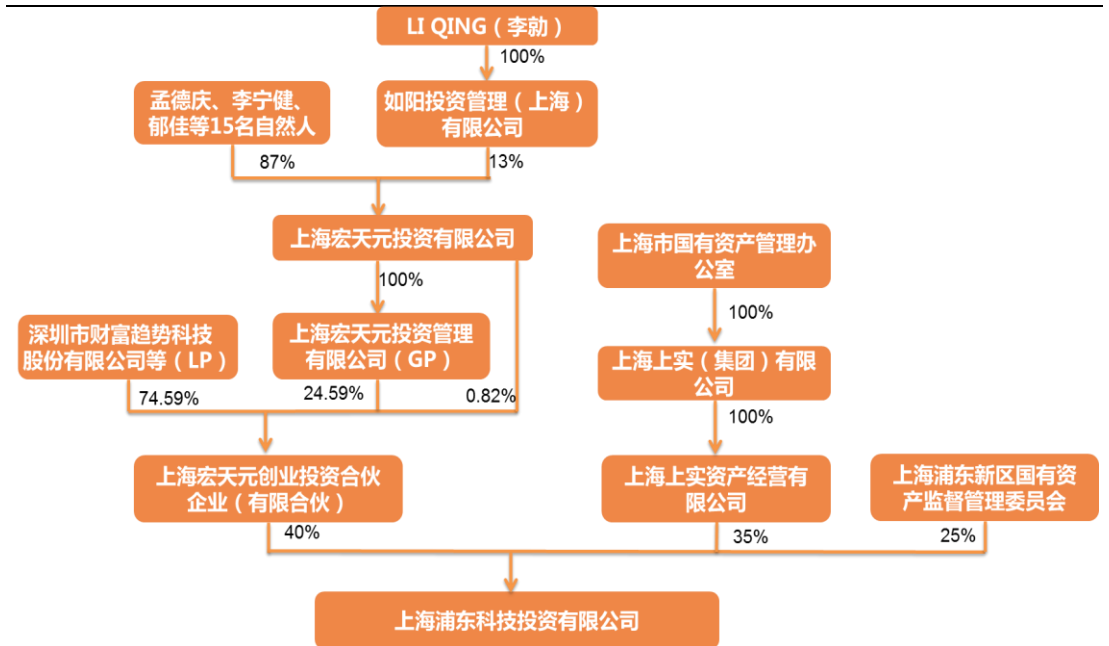 LI QING（李勍）
100%
孟德庆、李宁健、
郁佳等15名自然人
如阳投资管理（上海）
有限公司
87%
13%
上海宏天元投资有限公司
上海市国有资产管理办
公室
100%
100%
深圳市财富趋势科技
股份有限公司等（LP）
上海宏天元投资管理
有限公司（GP）
上海上实（集团）有限
公司
74.59%
24.59%
0.82%
100%
上海宏天元创业投资合伙
企业（有限合伙）
上海上实资产经营有
限公司
上海浦东新区国有资
产监督管理委员会
40%
35%
25%
上海浦东科技投资有限公司